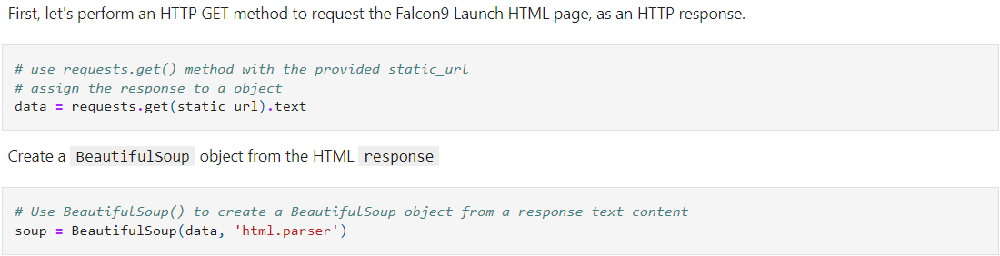 First, let's perform an HTTP GET method to request the Falcon9 Launch HTML page, as an HTTP response.
# use requests.get() method with the provided static_url
# assign the response to a object
data = requests.get(static_url).text
Create a BeautifulSoup object from the HTML response
# Use BeautifulSoup() to create a BeautifulSoup object from a response text content
soup = BeautifulSoup(data, 'html.parser')